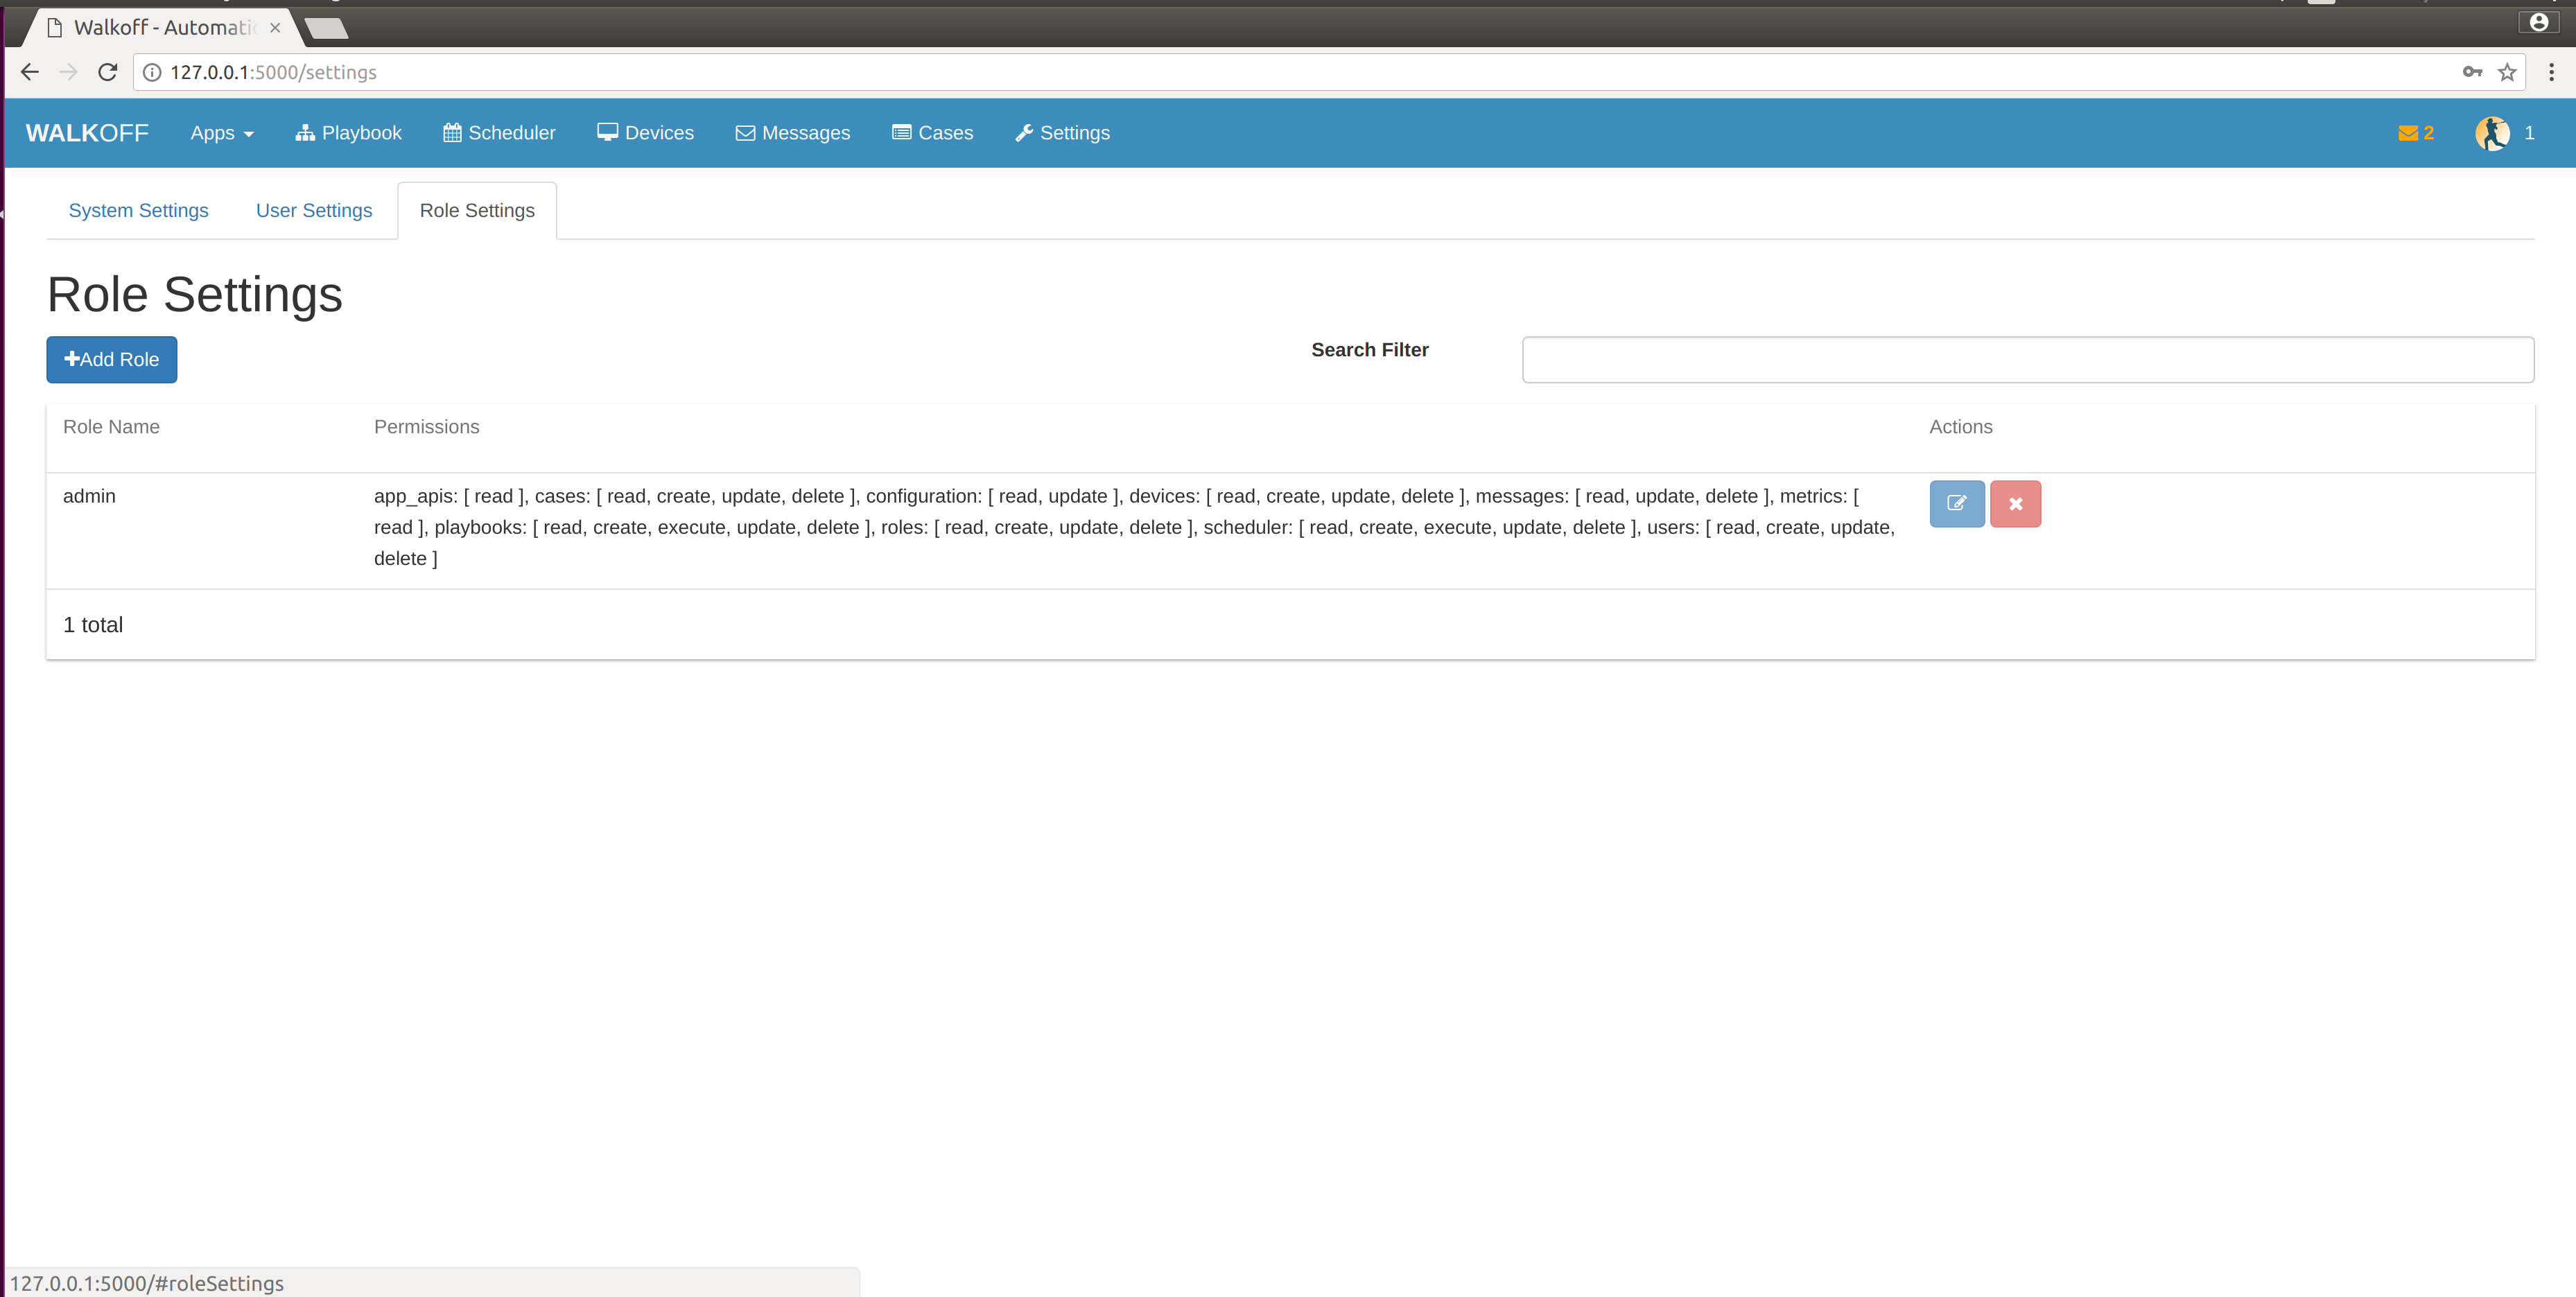 Walkoff - Automati
127.0.0.1:5000/settings
WALKOFF Apps Playbook Scheduler Devices Messages Cases Settings 2 1
System Settings User Settings Role Settings
Role Settings
Add Role Search Filter
Role Name Permissions Actions
admin app_apis: [ read ], cases: [ read, create, update, delete ], configuration: [ read, update ], devices: [ read, create, update, delete ], messages: [ read, update, delete ], metrics: [
read ], playbooks: [ read, create, execute, update, delete ], roles: [ read, create, update, delete ], scheduler: [ read, create, execute, update, delete ], users: [ read, create, update,
delete ]
1 total
127.0.0.1:5000/#roleSettings